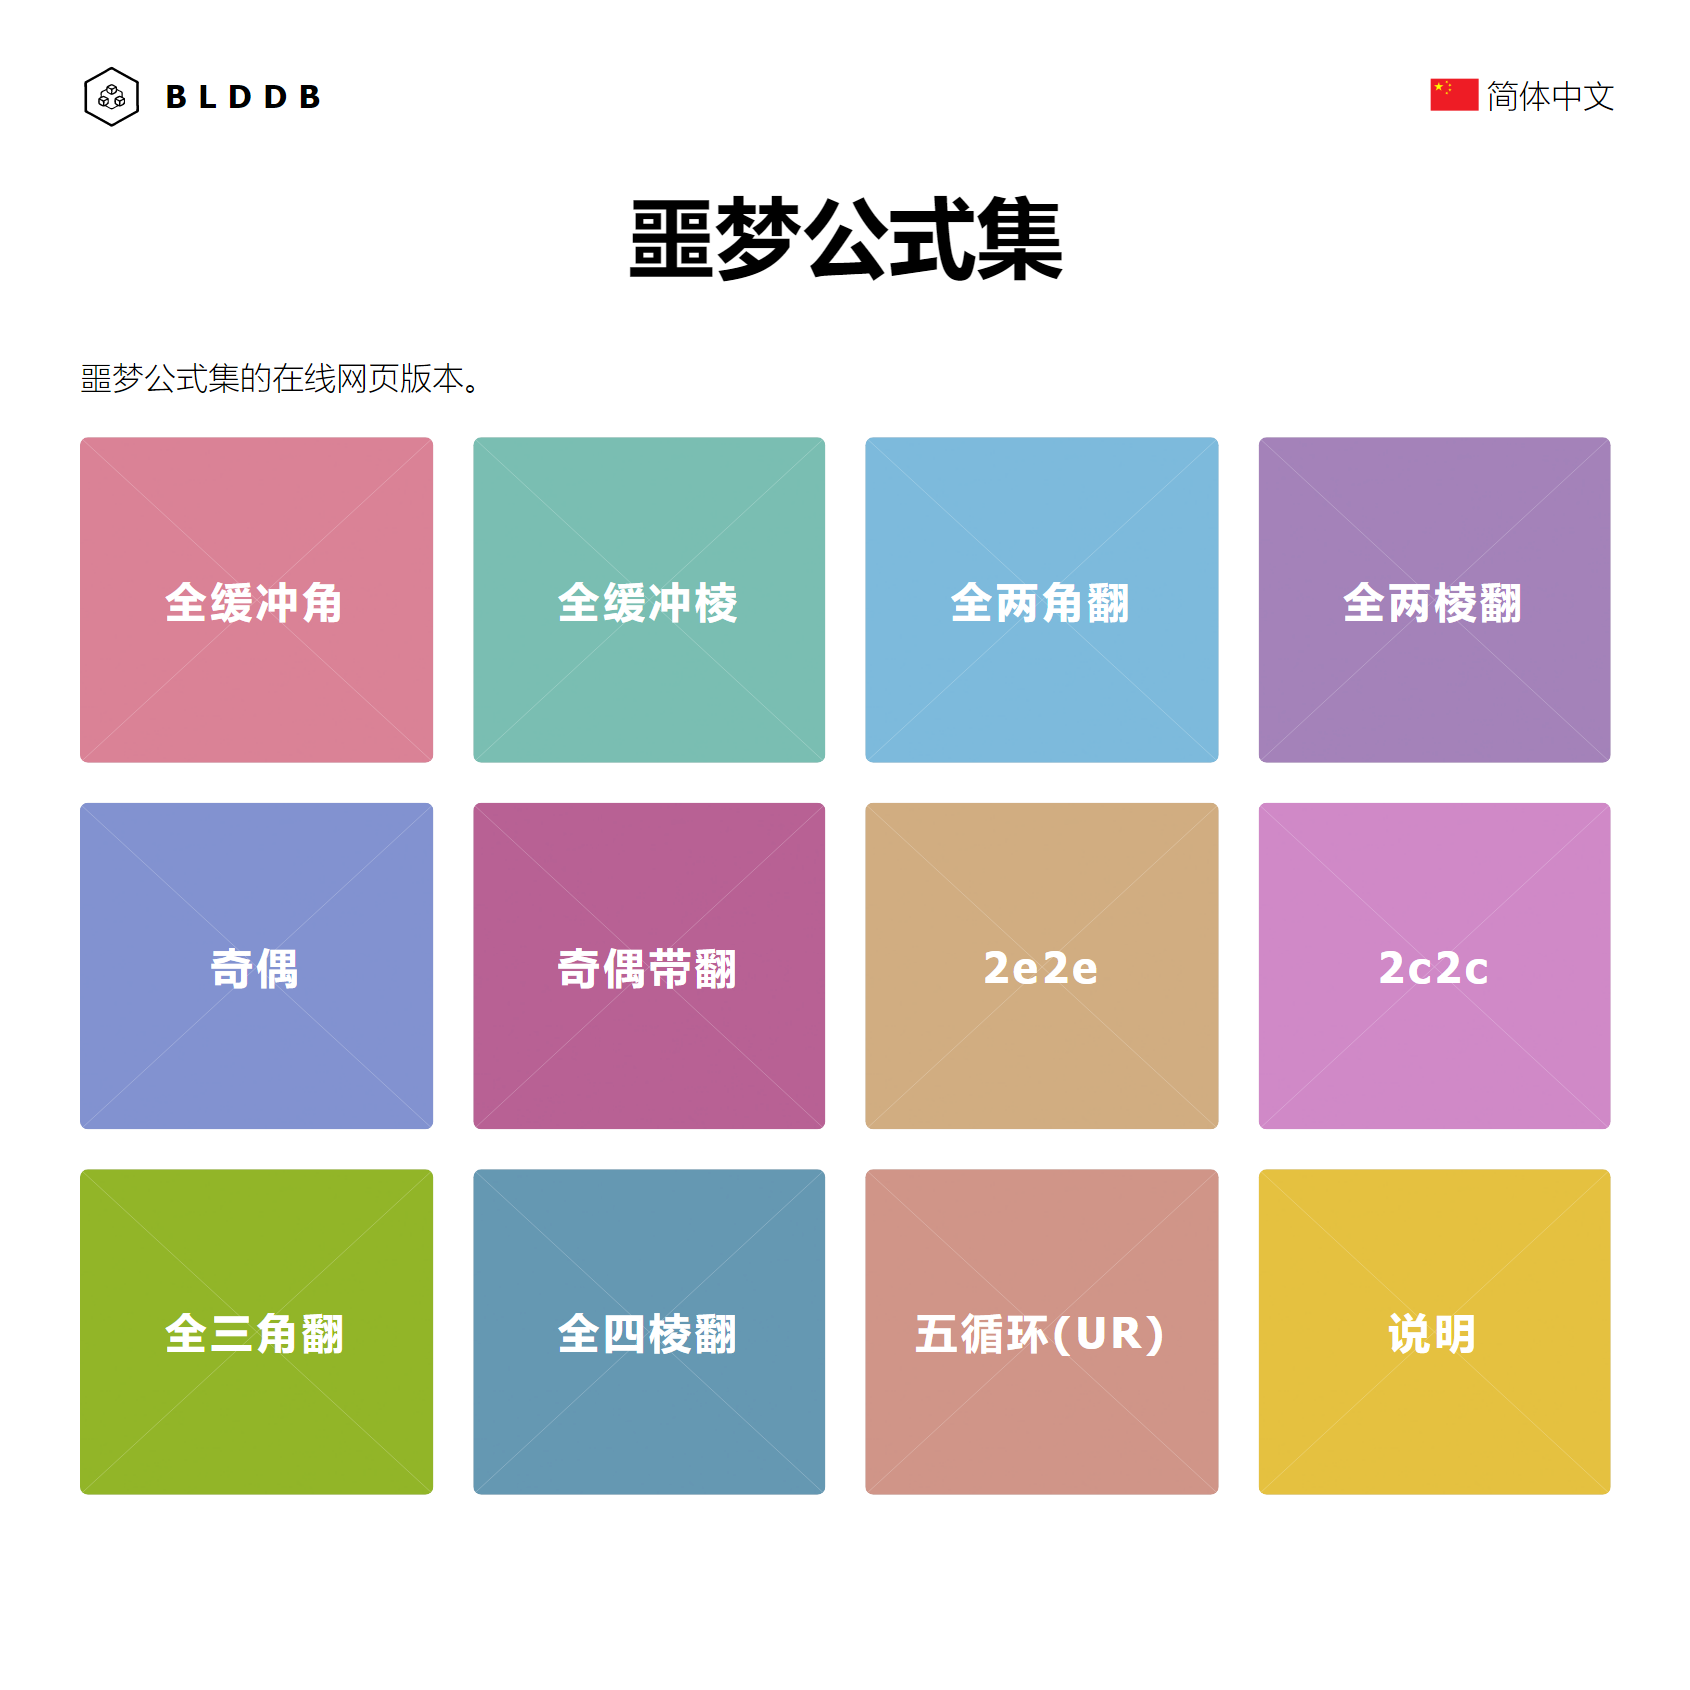 BLDDB
简体中文
噩梦公式集
噩梦公式集的在线网页版本。
全缓冲角
全缓冲棱
全两角翻
全两棱翻
奇偶
奇偶带翻
2e2e
2c2c
全三角翻
全四棱翻
五循环(UR)
说明